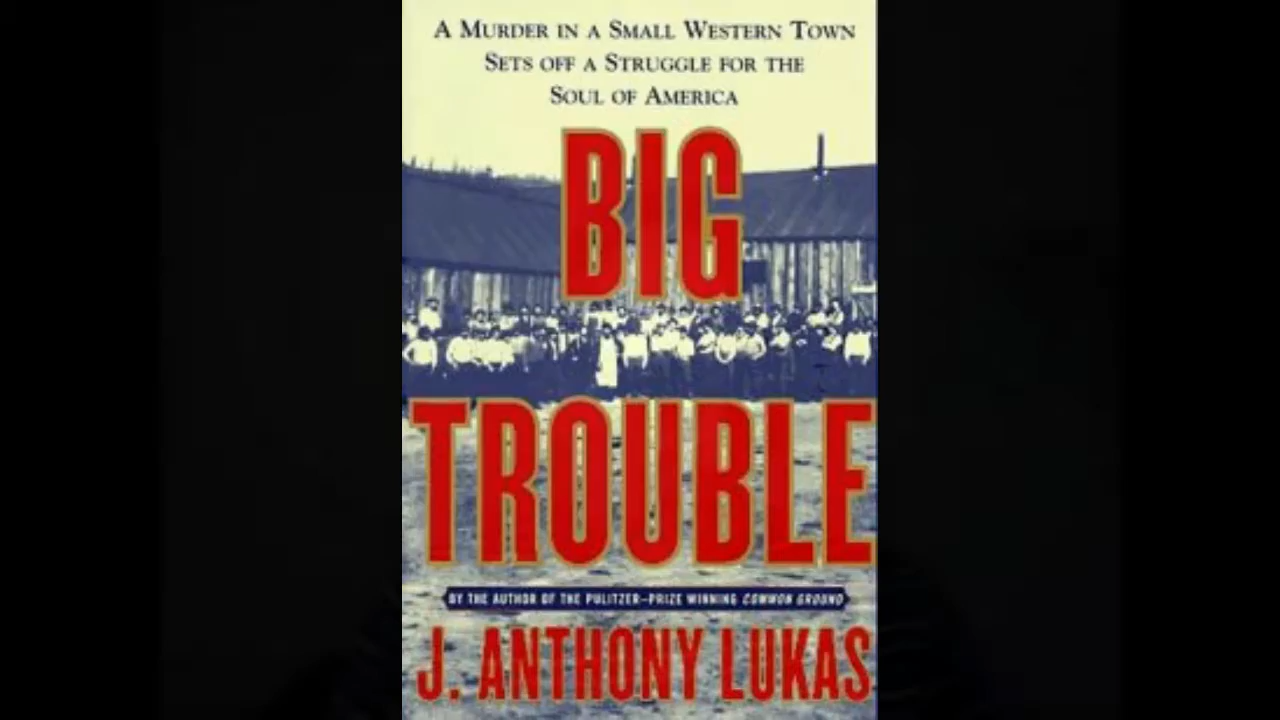 A MURDER IN A SMALL WESTERN TOWN
SETS OFF A STRUGGLE FOR THE
SOUL OF AMERICA
BIG
TROUBLE
BY THE AUTHOR OF THE PULITZER–PRIZE WINNING COMMON GROUND
J. ANTHONY LUKAS